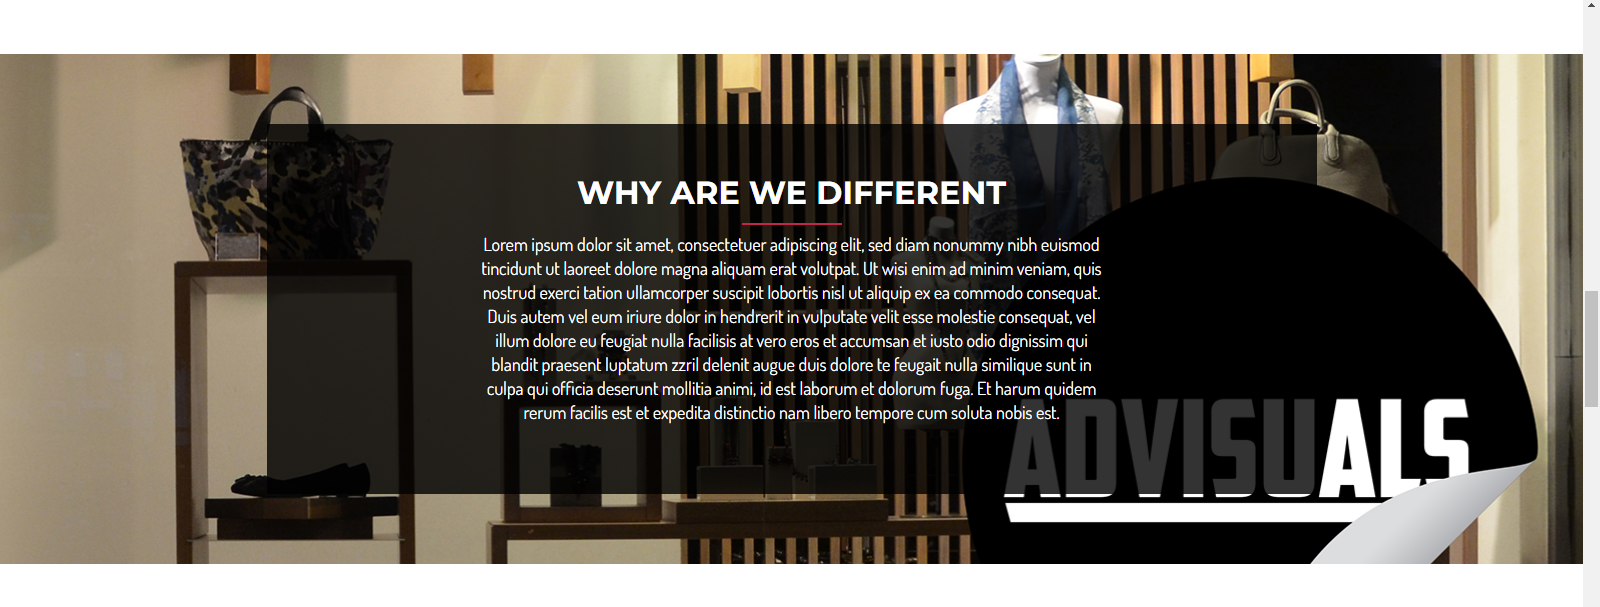 WHY ARE WE DIFFERENT
Lorem ipsum dolor sit amet, consectetuer adipiscing elit, sed diam nonummy nibh euismod
tincidunt ut laoreet dolore magna aliquam erat volutpat. Ut wisi enim ad minim veniam, quis
nostrud exerci tation ullamcorper suscipit lobortis nisl ut aliquip ex ea commodo consequat.
Duis autem vel eum iriure dolor in hendrerit in vulputate velit esse molestie consequat, vel
illum dolore eu feugiat nulla facilisis at vero eros et accumsan et iusto odio dignissim qui
blandit praesent luptatum zzril delenit augue duis dolore te feugait nulla similique sunt in
culpa qui officia deserunt mollitia animi, id est laborum et dolorum fuga. Et harum quidem
rerum facilis est et expedita distinctio nam libero tempore cum soluta nobis est.
ADVISUALS